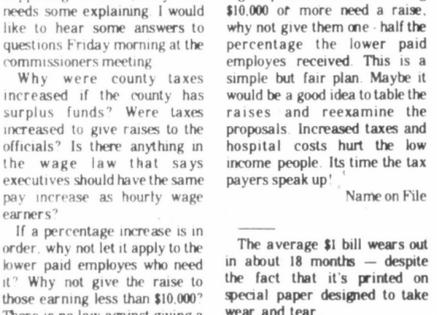 needs some explaining. I would
like to hear some answers to
questions Friday morning at the
commissioners meeting
Why were county taxes
increased if the county has
surplus funds? Were taxes
increased to give raises to the
officials? Is there anything in
the wage law that says
executives should have the same
pay increase as hourly wage
earners?
If a percentage increase is in
order, why not let it apply to the
lower paid employes who need
it? Why not give the raise to
those earning less than $10,000?
There is no law against giving a
$10,000 or more need a raise,
why not give them one - half the
percentage the lower paid
employes received. This is a
simple but fair plan. Maybe it
would be a good idea to table the
raises and reexamine the
proposals. Increased taxes and
hospital costs hurt the low
income people. Its time the tax
payers speak up!
Name on File
The average $1 bill wears out
in about 18 months — despite
the fact that it's printed on
special paper designed to take
wear and tear